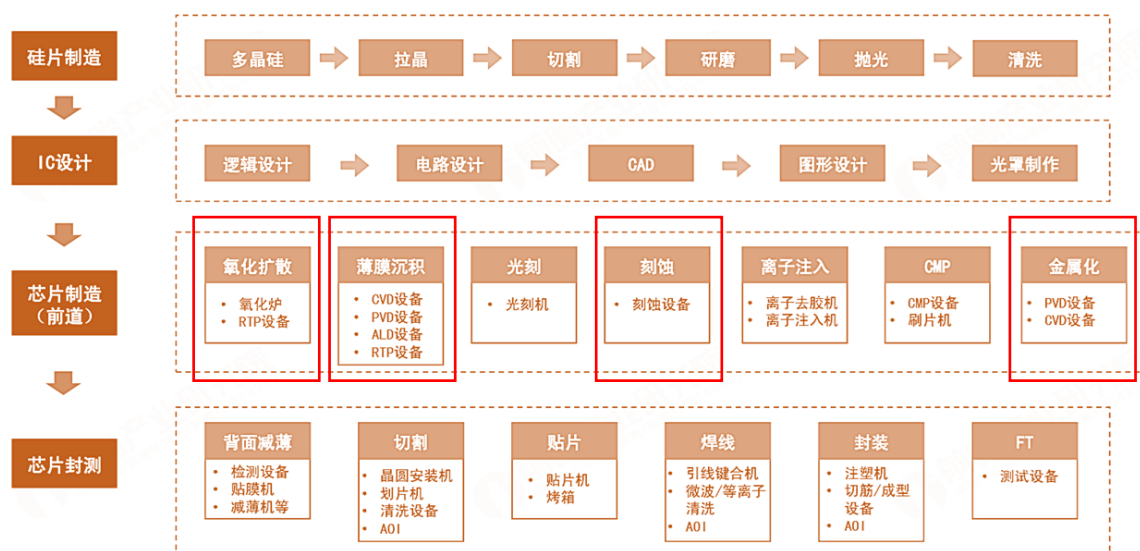 硅片制造
多晶硅
拉晶
切割
研磨
抛光
清洗
IC设计
逻辑设计
电路设计
CAD
图形设计
光罩制作
芯片制造
（前道）
氧化扩散
• 氧化炉
• RTP设备
薄膜沉积
• CVD设备
• PVD设备
• ALD设备
• RTP设备
光刻
• 光刻机
刻蚀
• 刻蚀设备
离子注入
• 离子去胶机
• 离子注入机
CMP
• CMP设备
• 刷片机
金属化
• PVD设备
• CVD设备
芯片封测
背面减薄
• 检测设备
• 贴膜机
• 减薄机等
切割
• 晶圆安装机
• 划片机
• 清洗设备
• AOI
贴片
• 贴片机
• 烤箱
焊线
• 引线键合机
• 微波/等离子
清洗
• AOI
封装
• 注塑机
• 切筋/成型
设备
• AOI
FT
• 测试设备